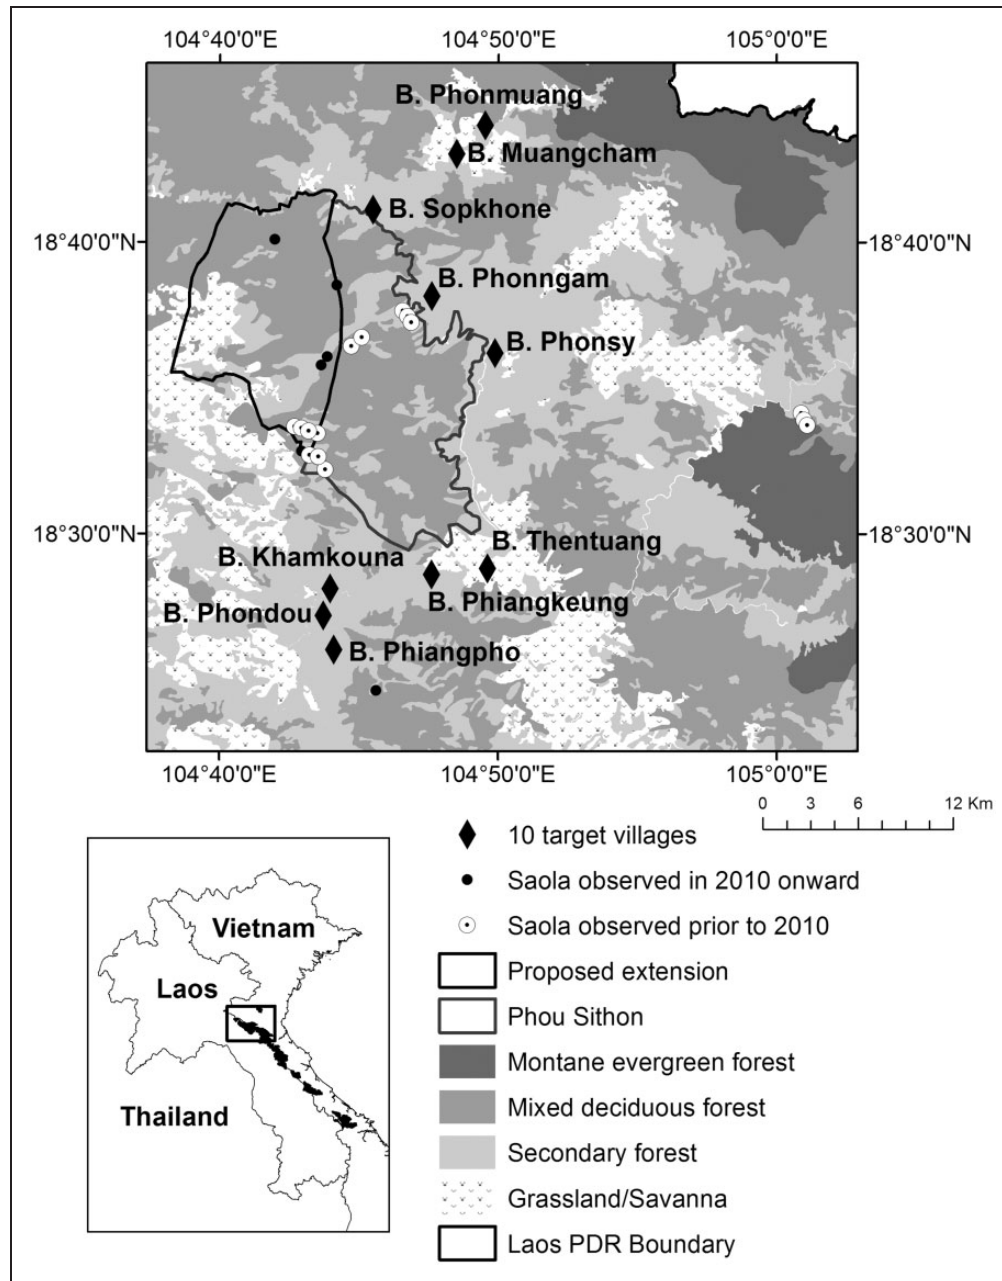 104°40'0"E
104°50'0"E
105°0'0"E
B. Phonmuang
B. Muangcham
B. Sopkhone
18°40'0"N
18°40'0"N
B. Phonngam
B. Phonsy
18°30'0"N
18°30'0"N
B. Thentuang
B. Khamkouna
B. Phiangkeung
B. Phondou
B. Phiangpho
104°40'0"E
104°50'0"E
105°0'0"E
0 3 6 12 Km
10 target villages
Saola observed in 2010 onward
Saola observed prior to 2010
Proposed extension
Phou Sithon
Montane evergreen forest
Mixed deciduous forest
Secondary forest
Grassland/Savanna
Laos PDR Boundary
Vietnam
Laos
Thailand